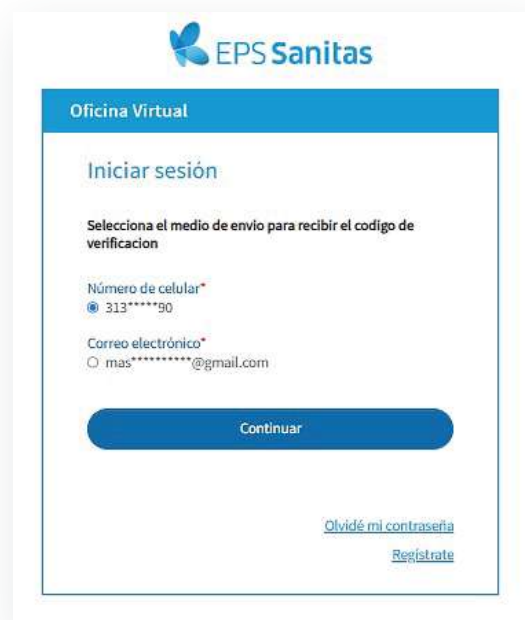 EPS Sanitas
Oficina Virtual
Iniciar sesión
Selecciona el medio de envio para recibir el codigo de
verificacion
Número de celular*
313*****90
Correo electrónico*
mas**********@gmail.com
Continuar
Olvidé mi contraseña
Regístrate